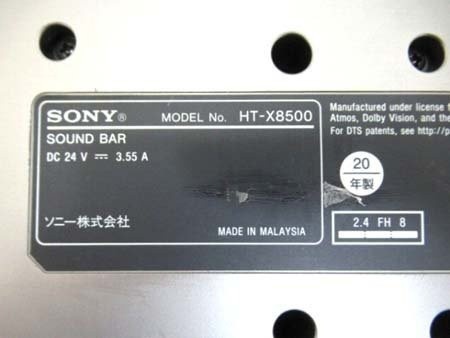 SONY® MODEL No. HT-X8500
SOUND BAR
DC 24 V ⎓ 3.55 A
ソニー株式会社
MADE IN MALAYSIA
Manufactured under license
Atmos, Dolby Vision, and the
For DTS patents, see http://p
20
年製
2.4 FH 8